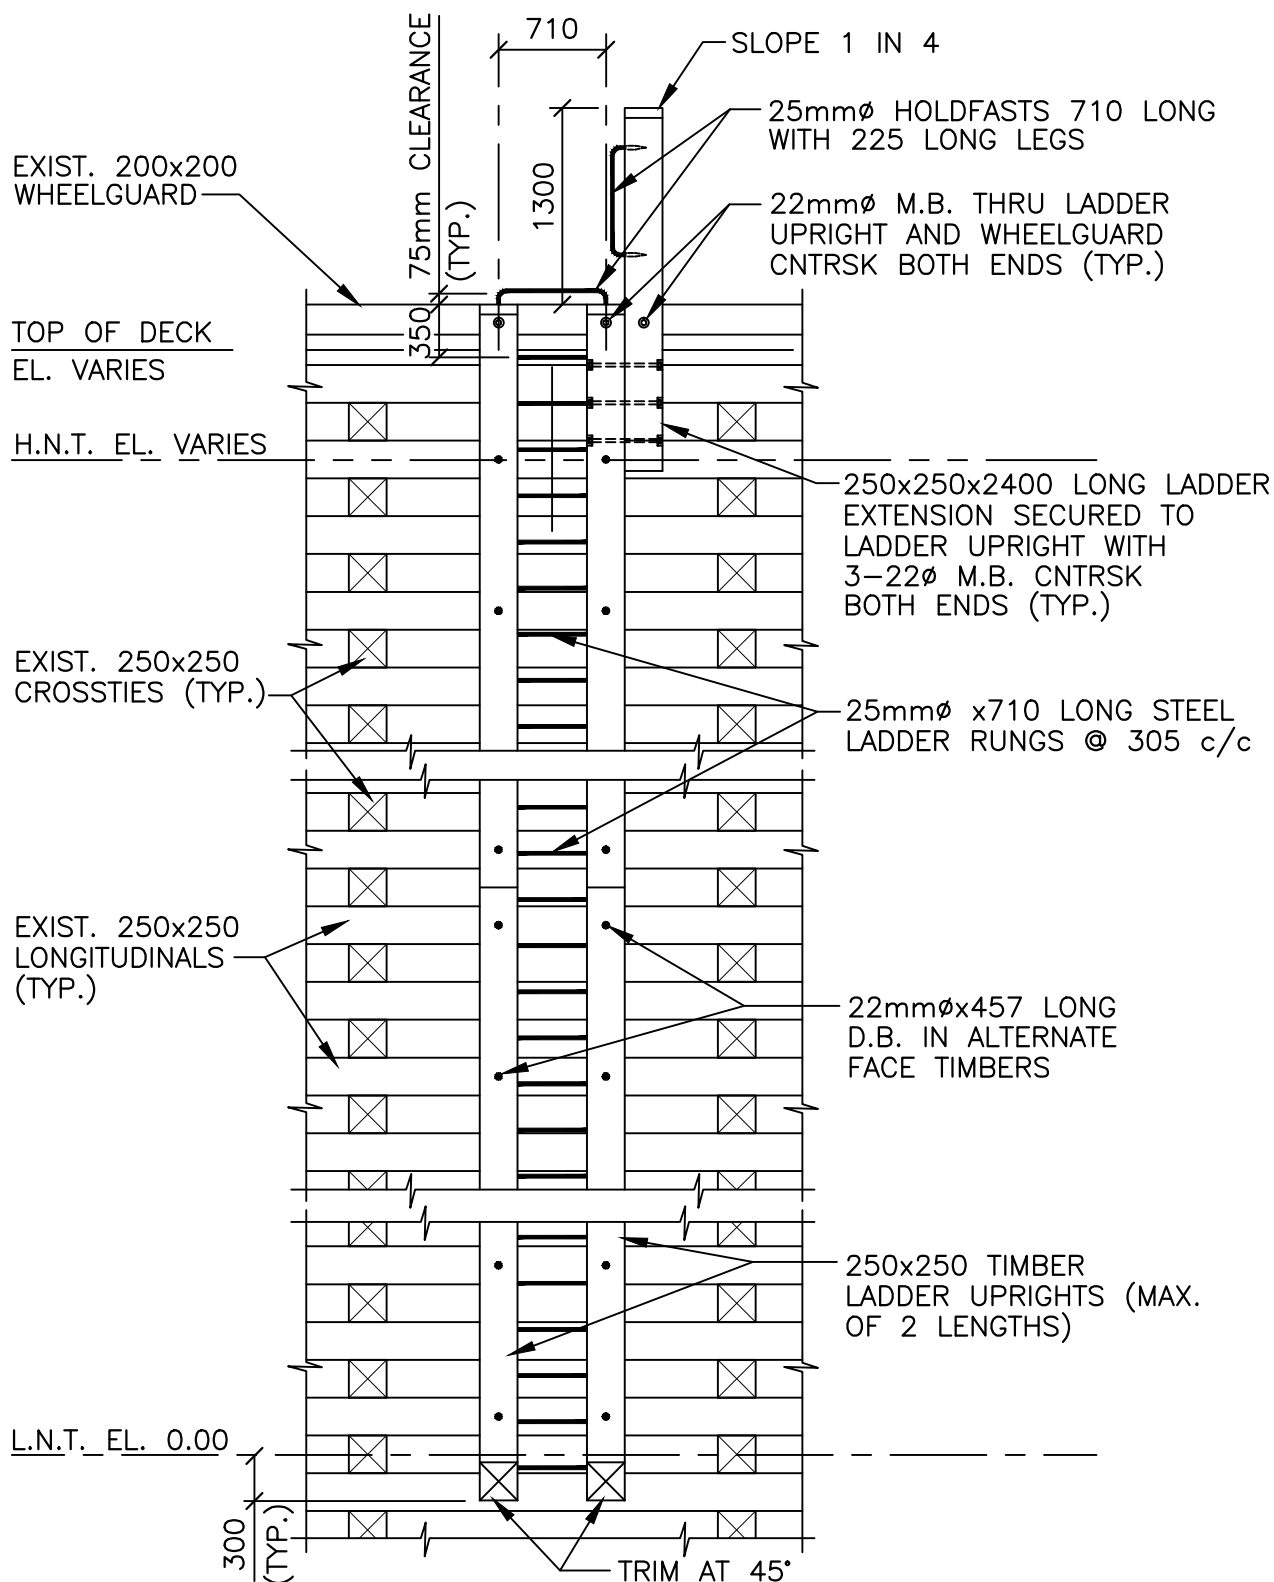 710
SLOPE 1 IN 4
75mm CLEARANCE
(TYP.)
1300
350
25mmø HOLDFASTS 710 LONG
WITH 225 LONG LEGS
EXIST. 200x200
WHEELGUARD
22mmø M.B. THRU LADDER
UPRIGHT AND WHEELGUARD
CNTRSK BOTH ENDS (TYP.)
TOP OF DECK
EL. VARIES
H.N.T. EL. VARIES
250x250x2400 LONG LADDER
EXTENSION SECURED TO
LADDER UPRIGHT WITH
3-22ø M.B. CNTRSK
BOTH ENDS (TYP.)
EXIST. 250x250
CROSSTIES (TYP.)
25mmø x710 LONG STEEL
LADDER RUNGS @ 305 c/c
EXIST. 250x250
LONGITUDINALS
(TYP.)
22mmøx457 LONG
D.B. IN ALTERNATE
FACE TIMBERS
250x250 TIMBER
LADDER UPRIGHTS (MAX.
OF 2 LENGTHS)
L.N.T. EL. 0.00
300
(TYP.)
TRIM AT 45°